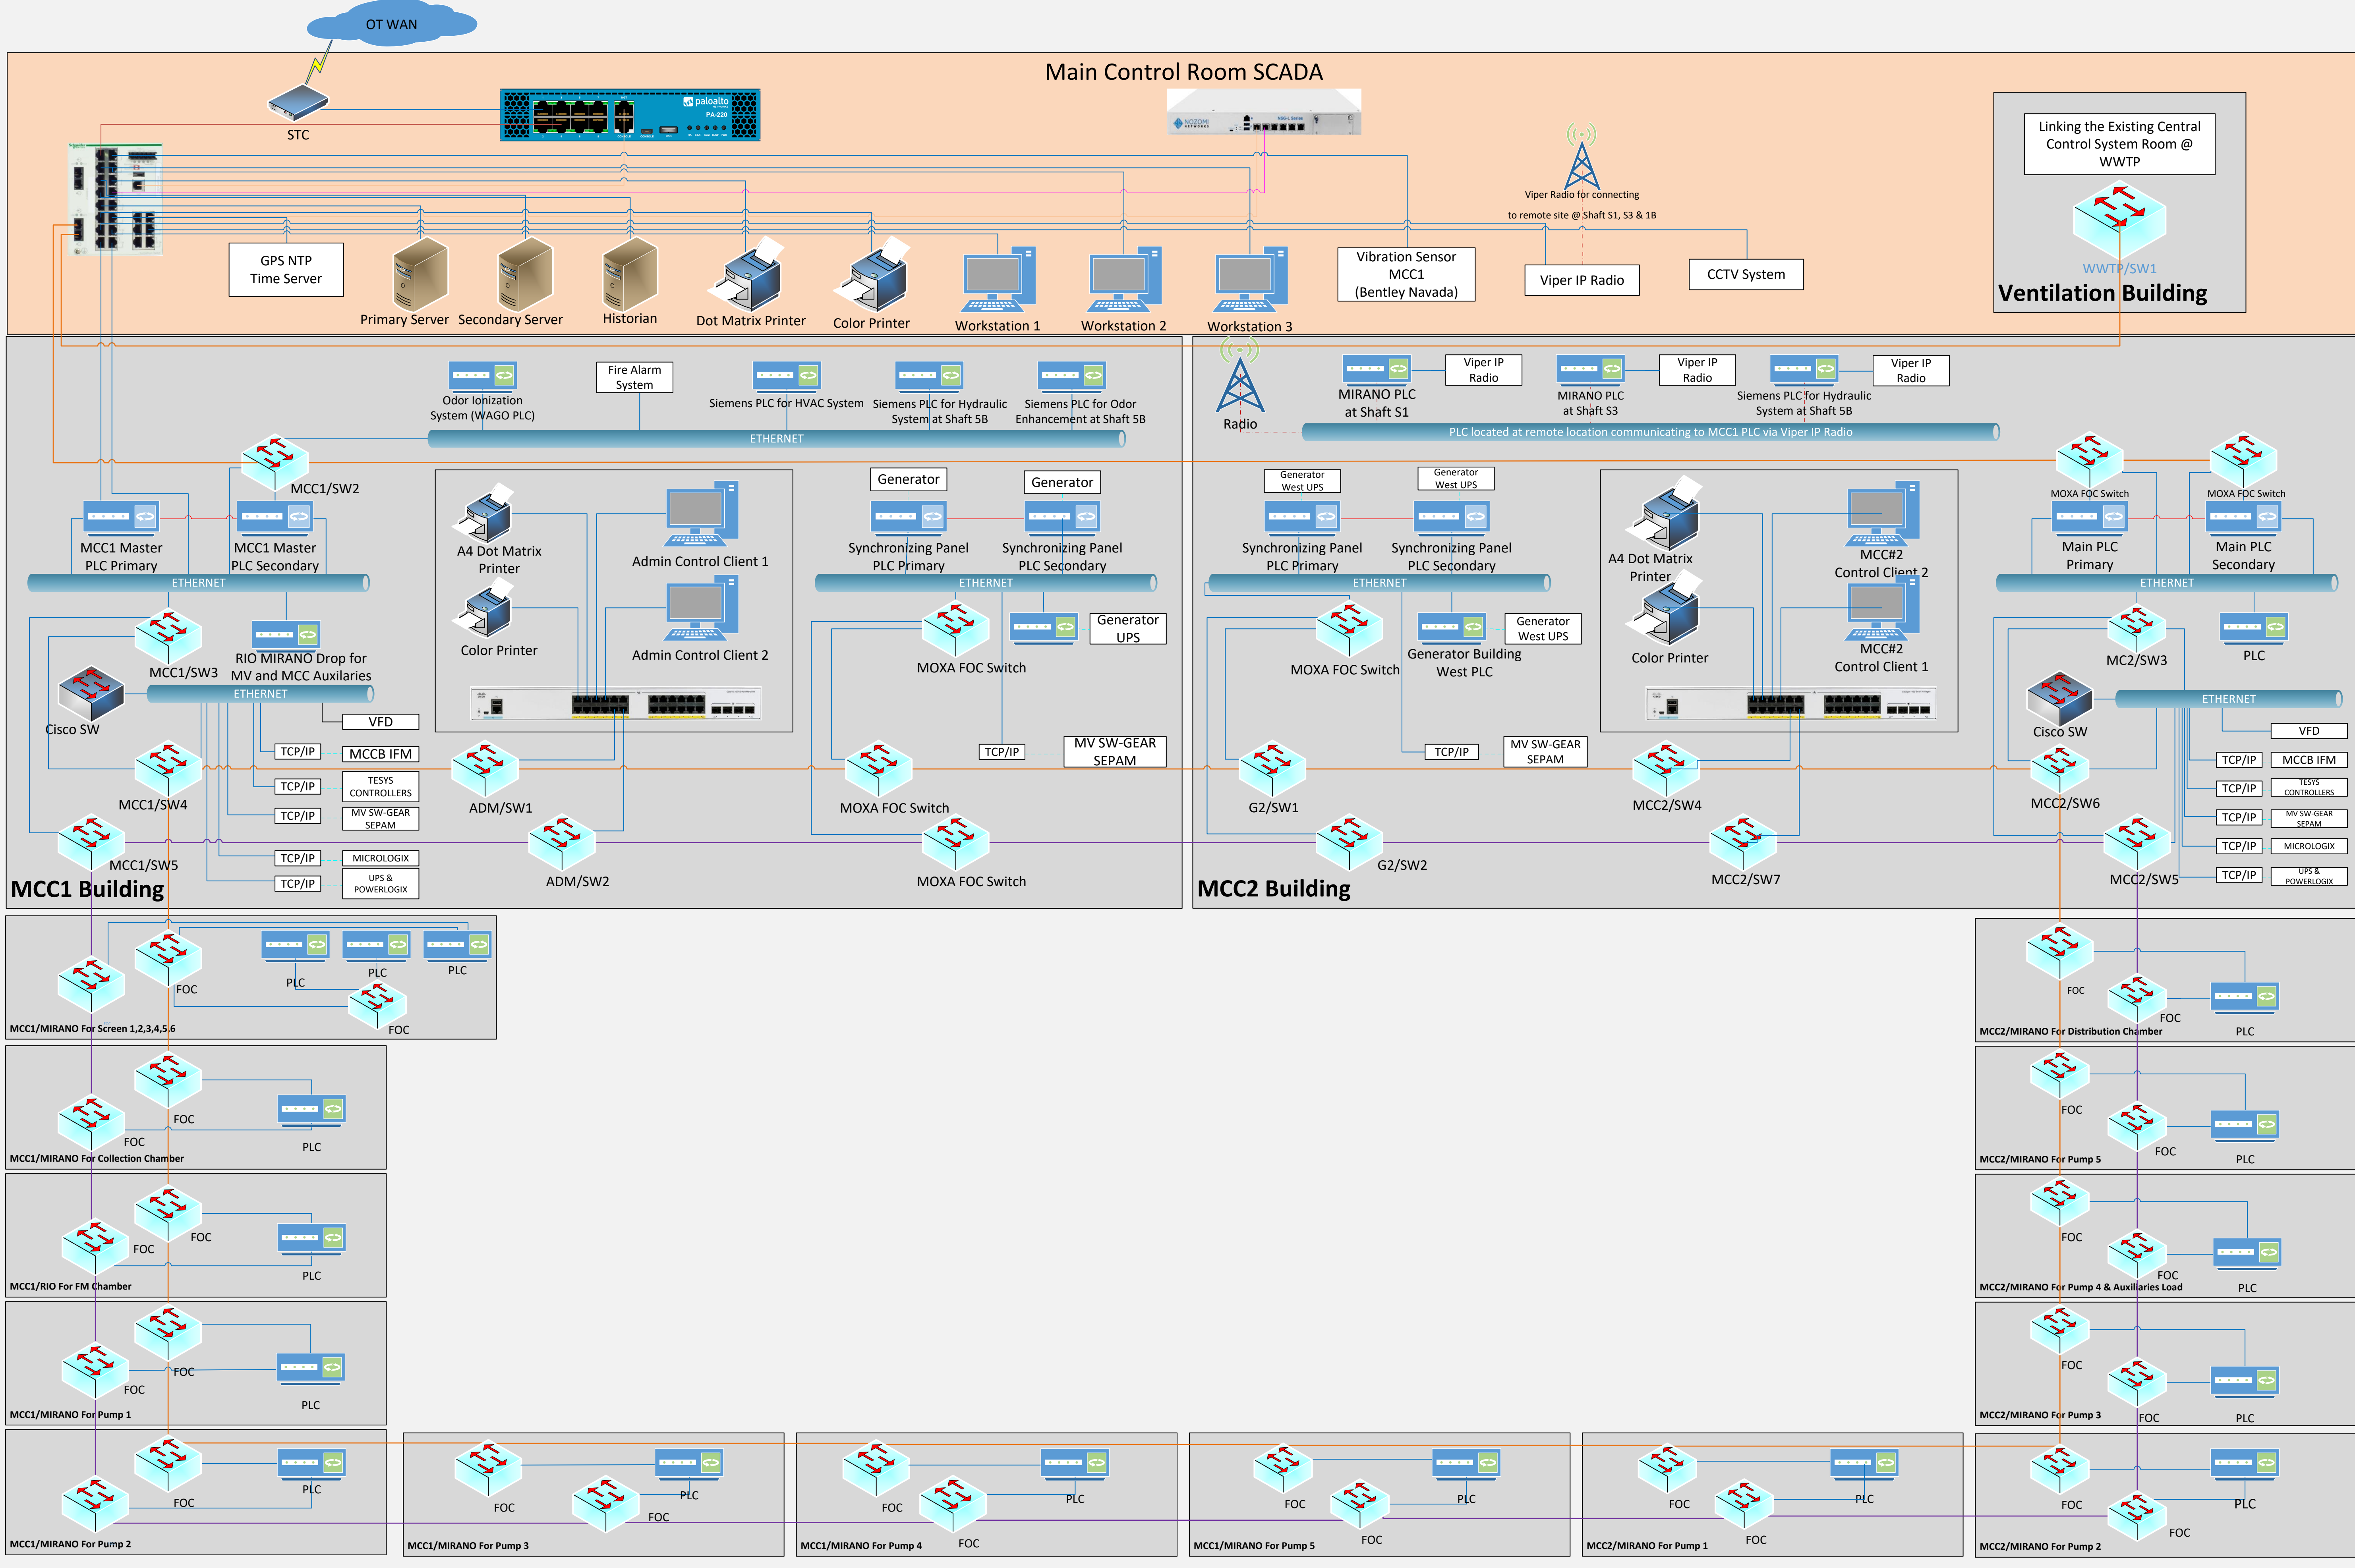 OT WAN
Main Control Room SCADA
STC
paloalto
NETWORKS
PA-220
NOZOMI
NETWORKS
NSG-L Series
Viper Radio for connecting
to remote site @ Shaft S1, S3 & 1B
Linking the Existing Central
Control System Room @
WWTP
WWTP/SW1
Ventilation Building
GPS NTP
Time Server
Primary Server
Secondary Server
Historian
Dot Matrix Printer
Color Printer
Workstation 1
Workstation 2
Workstation 3
Vibration Sensor
MCC1
(Bentley Navada)
Viper IP Radio
CCTV System
Odor Ionization
System (WAGO PLC)
Fire Alarm
System
Siemens PLC for HVAC System
Siemens PLC for Hydraulic
System at Shaft 5B
Siemens PLC for Odor
Enhancement at Shaft 5B
ETHERNET
MCC1/SW2
MCC1 Master
PLC Primary
MCC1 Master
PLC Secondary
ETHERNET
MCC1/SW3
RIO MIRANO Drop for
MV and MCC Auxilaries
ETHERNET
Cisco SW
VFD
TCP/IP
MCCB IFM
TCP/IP
TESYS
CONTROLLERS
TCP/IP
MV SW-GEAR
SEPAM
TCP/IP
MICROLOGIX
TCP/IP
UPS &
POWERLOGIX
MCC1/SW4
MCC1/SW5
MCC1 Building
A4 Dot Matrix
Printer
Color Printer
Admin Control Client 1
Admin Control Client 2
ADM/SW1
ADM/SW2
Generator
Generator
Synchronizing Panel
PLC Primary
Synchronizing Panel
PLC Secondary
ETHERNET
MOXA FOC Switch
Generator
UPS
TCP/IP
MV SW-GEAR
SEPAM
MOXA FOC Switch
MOXA FOC Switch
Radio
MIRANO PLC
at Shaft S1
Viper IP
Radio
MIRANO PLC
at Shaft S3
Viper IP
Radio
Siemens PLC for Hydraulic
System at Shaft 5B
Viper IP
Radio
PLC located at remote location communicating to MCC1 PLC via Viper IP Radio
Generator
West UPS
Generator
West UPS
Synchronizing Panel
PLC Primary
Synchronizing Panel
PLC Secondary
ETHERNET
MOXA FOC Switch
Generator Building
West PLC
Generator
West UPS
TCP/IP
MV SW-GEAR
SEPAM
G2/SW1
G2/SW2
MCC2 Building
A4 Dot Matrix
Printer
Color Printer
MCC#2
Control Client 2
MCC#2
Control Client 1
MCC2/SW4
MCC2/SW7
MOXA FOC Switch
MOXA FOC Switch
Main PLC
Primary
Main PLC
Secondary
ETHERNET
MC2/SW3
PLC
Cisco SW
ETHERNET
VFD
TCP/IP
MCCB IFM
TCP/IP
TESYS
CONTROLLERS
TCP/IP
MV SW-GEAR
SEPAM
TCP/IP
MICROLOGIX
TCP/IP
UPS &
POWERLOGIX
MCC2/SW6
MCC2/SW5
FOC
PLC
PLC
PLC
FOC
MCC1/MIRANO For Screen 1,2,3,4,5,6
FOC
FOC
PLC
MCC1/MIRANO For Collection Chamber
FOC
FOC
PLC
MCC1/RIO For FM Chamber
FOC
FOC
PLC
MCC1/MIRANO For Pump 1
FOC
PLC
MCC1/MIRANO For Pump 2
FOC
FOC
PLC
MCC1/MIRANO For Pump 3
FOC
FOC
PLC
MCC1/MIRANO For Pump 4
FOC
FOC
PLC
MCC1/MIRANO For Pump 5
FOC
FOC
PLC
MCC2/MIRANO For Pump 1
FOC
FOC
PLC
MCC2/MIRANO For Distribution Chamber
FOC
FOC
PLC
MCC2/MIRANO For Pump 5
FOC
FOC
PLC
MCC2/MIRANO For Pump 4 & Auxiliaries Load
FOC
FOC
PLC
MCC2/MIRANO For Pump 3
FOC
FOC
PLC
MCC2/MIRANO For Pump 2